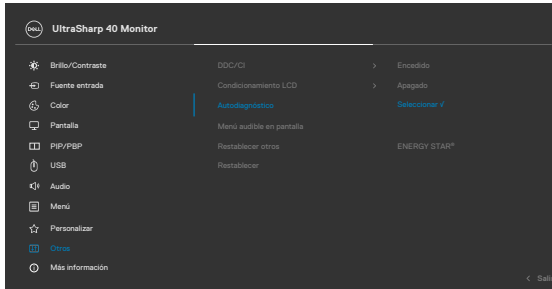 DELL UltraSharp 40 Monitor
Brillo/Contraste DDC/CI > Encedido
Fuente entrada Condicionamiento LCD > Apagado
Color Autodiagnóstico Seleccionar
Pantalla Menú audible en pantalla
PIP/PBP Restablecer otros ENERGY STAR®
USB Restablecer
Audio
Menú
Personalizar
Otros
Más información
< Sali